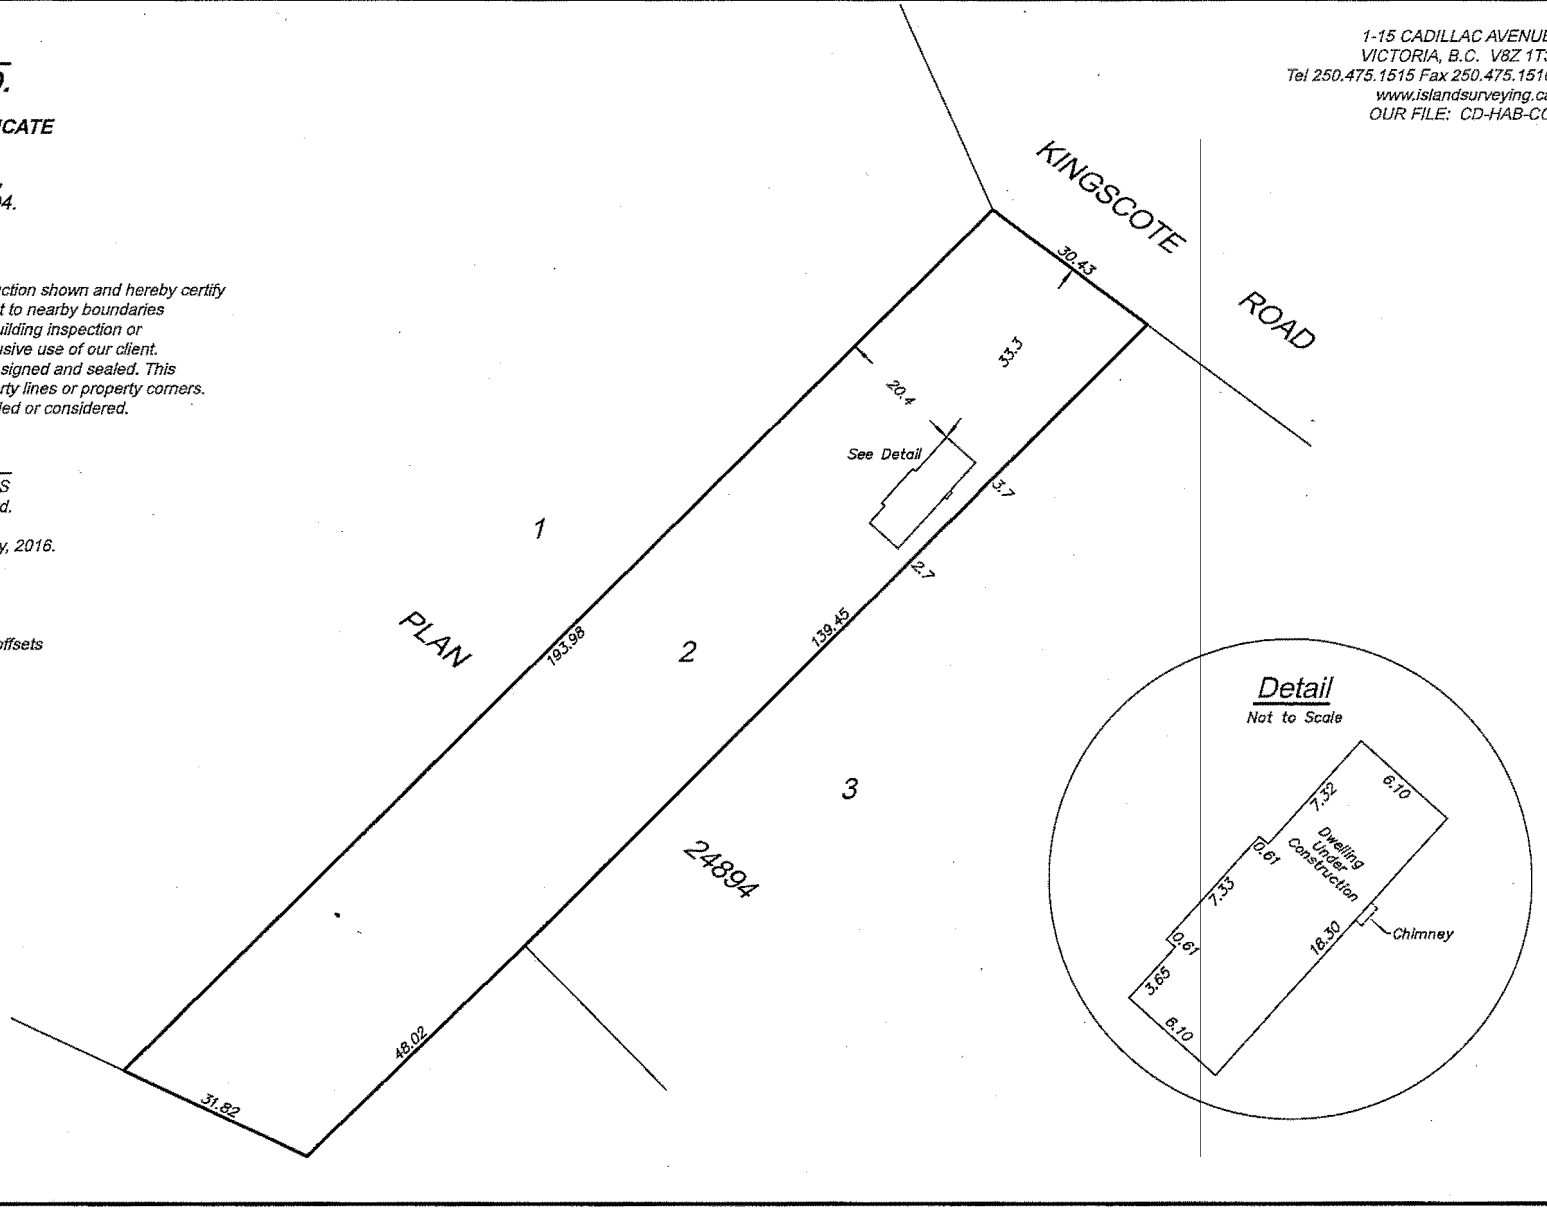 1-15 CADILLAC AVENUE
VICTORIA, B.C. V8Z 1T3
Tel 250.475.1515 Fax 250.475.1516
www.islandsurveying.ca
OUR FILE: CD-HAB-CO
D.
ICATE
04.
ction shown and hereby certify
t to nearby boundaries
uilding inspection or
usive use of our client.
signed and sealed. This
rty lines or property corners.
led or considered.
S
d.
y, 2016.
offsets
KINGSCOTE
ROAD
30.43
33.3
20.4
See Detail
3.7
2.7
1
PLAN
193.98
2
139.45
3
24894
48.02
31.82
Detail
Not to Scale
6.10
7.32
Dwelling
Under
Construction
0.61
7.33
0.61
18.30
Chimney
3.65
6.10